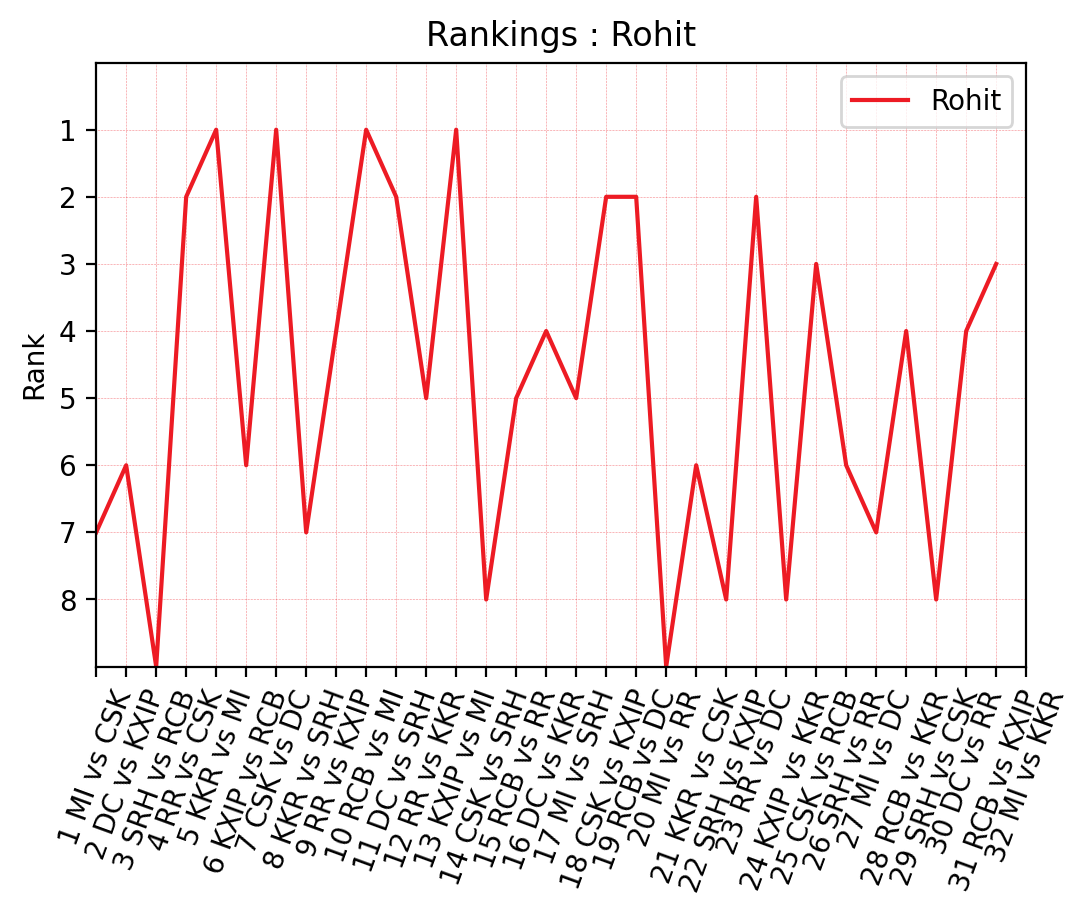 Rankings : Rohit
Rohit
Rank
1
2
3
4
5
6
7
8
1 MI vs CSK
2 DC vs KXIP
3 SRH vs RCB
4 RR vs CSK
5 KKR vs MI
6 KXIP vs RCB
7 CSK vs DC
8 KKR vs SRH
9 RR vs KXIP
10 RCB vs MI
11 DC vs SRH
12 RR vs KKR
13 KXIP vs MI
14 CSK vs SRH
15 RCB vs RR
16 DC vs KKR
17 MI vs SRH
18 CSK vs KXIP
19 RCB vs DC
20 MI vs RR
21 KKR vs CSK
22 SRH vs KXIP
23 RR vs DC
24 KXIP vs KKR
25 CSK vs RCB
26 SRH vs RR
27 MI vs DC
28 RCB vs KKR
29 SRH vs CSK
30 DC vs RR
31 RCB vs KXIP
32 MI vs KKR